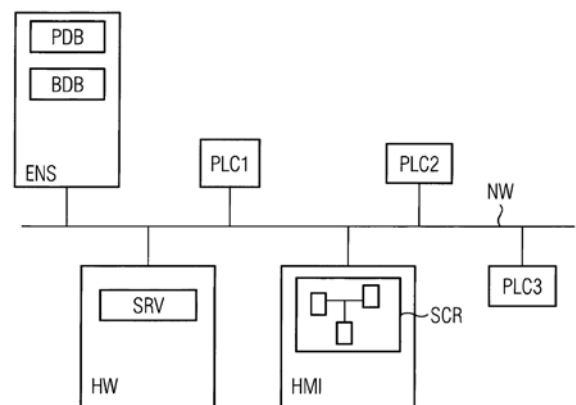 PDB
BDB
ENS
PLC1
PLC2
NW
PLC3
SRV
HW
SCR
HMI